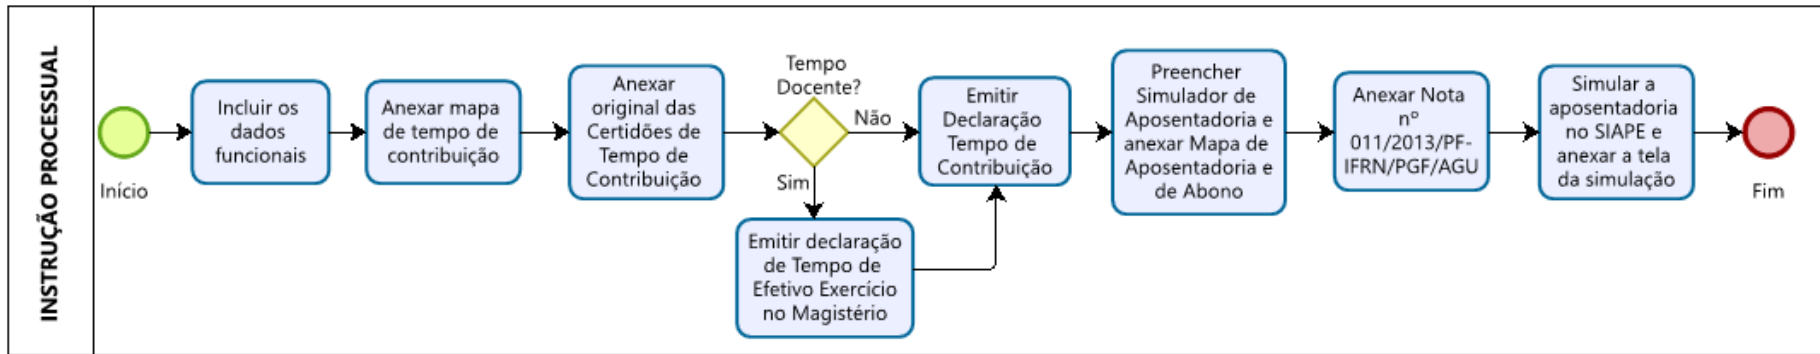 INSTRUÇÃO PROCESSUAL
Início
Incluir os
dados
funcionais
Anexar mapa
de tempo de
contribuição
Anexar
original das
Certidões de
Tempo de
Contribuição
Tempo
Docente?
Não
Sim
Emitir declaração
de Tempo de
Efetivo Exercício
no Magistério
Emitir
Declaração
Tempo de
Contribuição
Preencher
Simulador de
Aposentadoria e
anexar Mapa de
Aposentadoria e
de Abono
Anexar Nota
nº
011/2013/PF-
IFRN/PGF/AGU
Simular a
aposentadoria
no SIAPE e
anexar a tela
da simulação
Fim